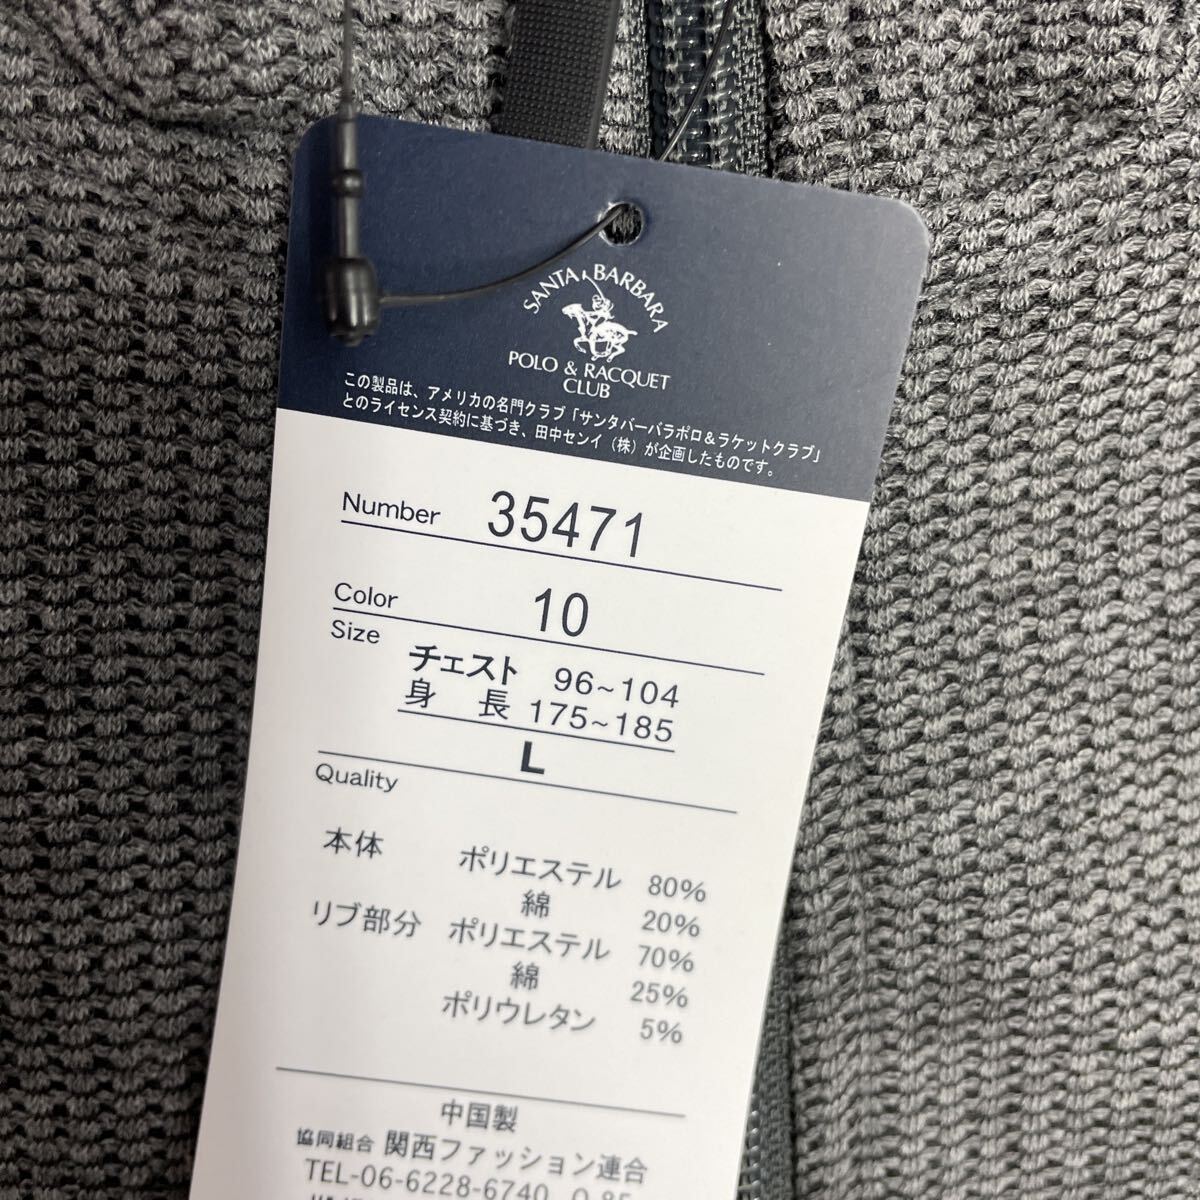 SANTA BARBARA
POLO & RACQUET
CLUB
この製品は、アメリカの名門クラブ「サンタバーバラポロ&ラケットクラブ」
とのライセンス契約に基づき、田中センイ(株)が企画したものです。
Number 35471
Color 10
Size チェスト 96~104
身長 175~185
L
Quality
本体 ポリエステル 80%
綿 20%
リブ部分 ポリエステル 70%
綿 25%
ポリウレタン 5%
中国製
協同組合 関西ファッション連合
TEL-06-6228-6740